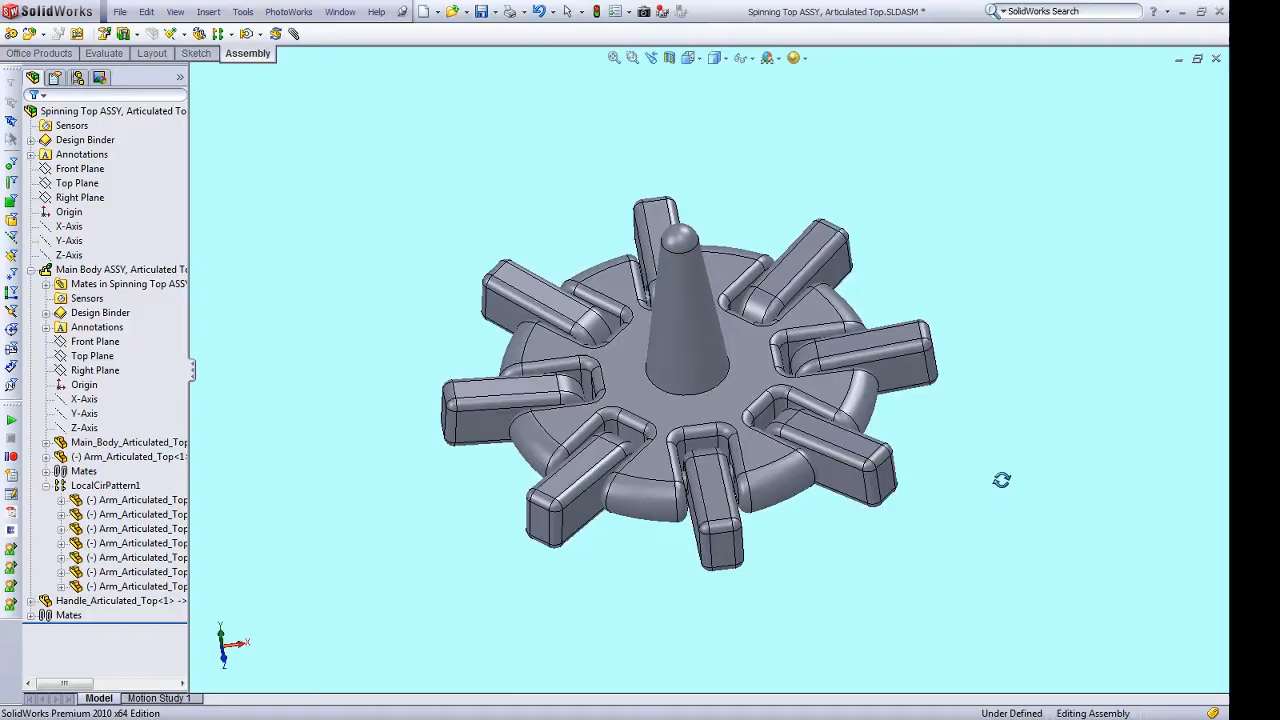 SolidWorks File Edit View Insert Tools PhotoWorks Window Help Spinning Top ASSY, Articulated Top.SLDASM * SolidWorks Search
Office Products Evaluate Layout Sketch Assembly
Spinning Top ASSY, Articulated To
Sensors
Design Binder
Annotations
Front Plane
Top Plane
Right Plane
Origin
X-Axis
Y-Axis
Z-Axis
Main Body ASSY, Articulated T
Mates in Spinning Top ASSY
Sensors
Design Binder
Annotations
Front Plane
Top Plane
Right Plane
Origin
X-Axis
Y-Axis
Z-Axis
Main_Body_Articulated_Top
(-) Arm_Articulated_Top<1>
Mates
LocalCirPattern1
(-) Arm_Articulated_Top
(-) Arm_Articulated_Top
(-) Arm_Articulated_Top
(-) Arm_Articulated_Top
(-) Arm_Articulated_Top
(-) Arm_Articulated_Top
(-) Arm_Articulated_Top
Handle_Articulated_Top<1> ->
Mates
Y X Z
Model Motion Study 1
SolidWorks Premium 2010 x64 Edition Under Defined Editing Assembly